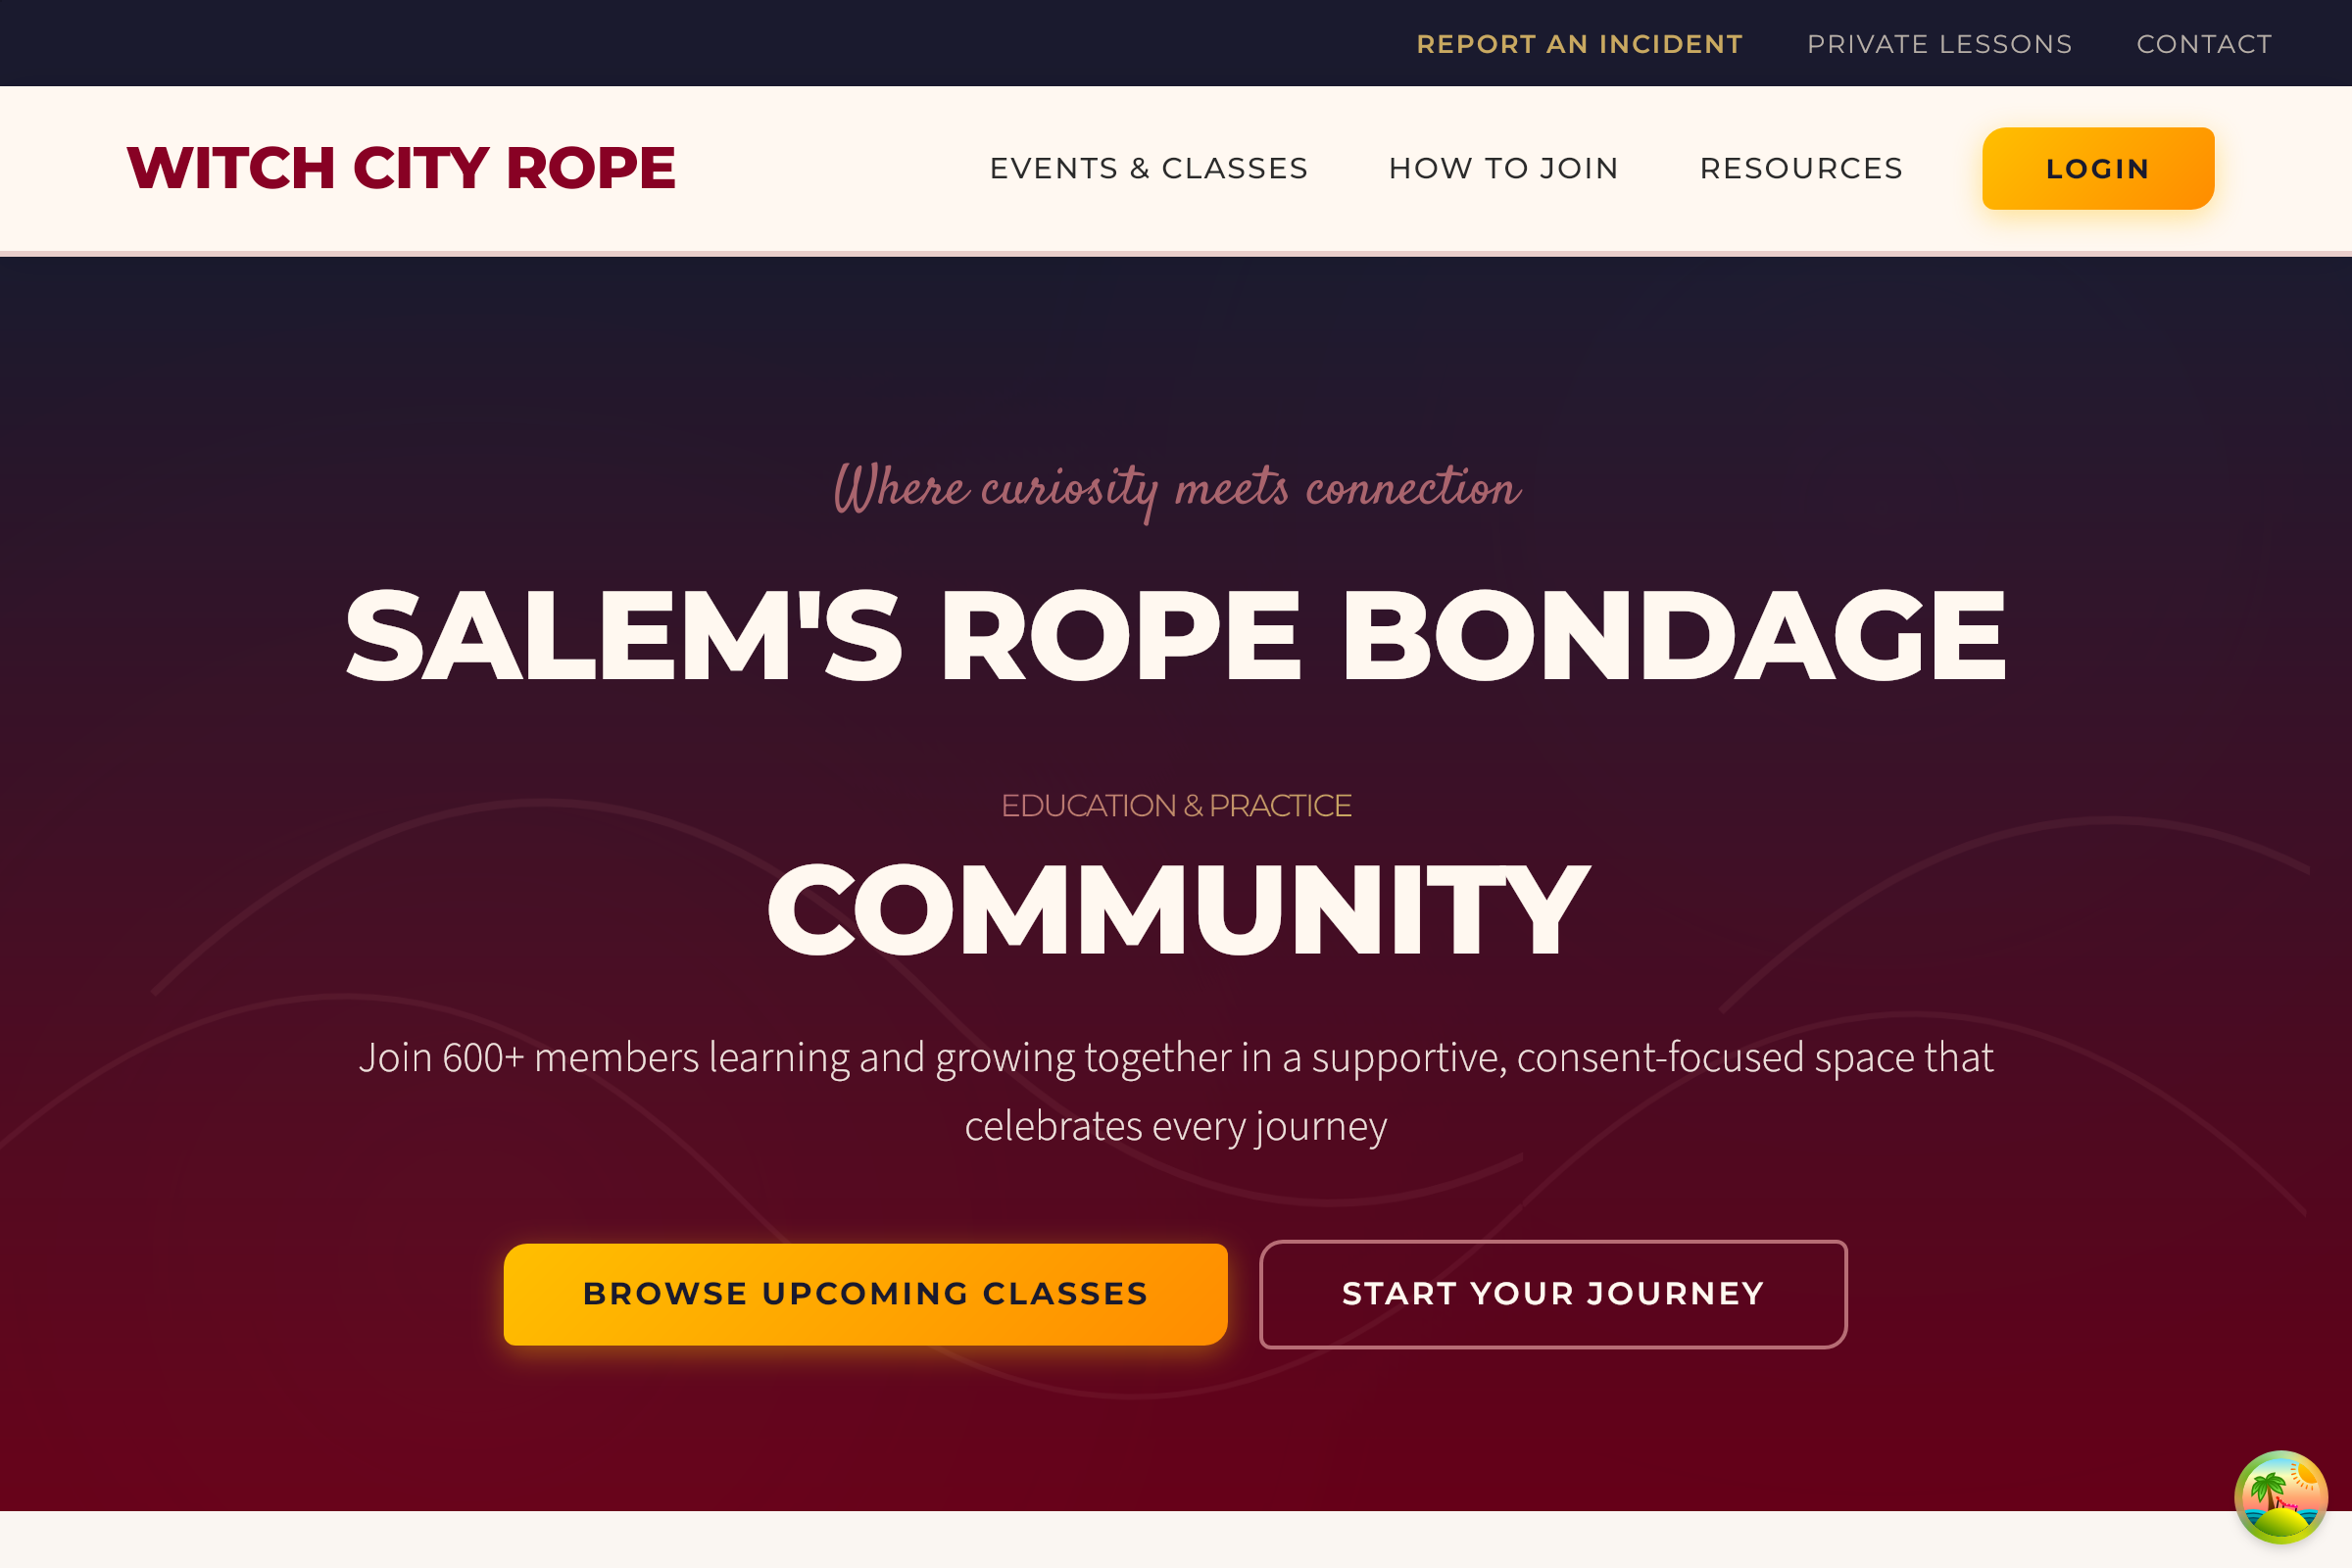 REPORT AN INCIDENT PRIVATE LESSONS CONTACT
WITCH CITY ROPE EVENTS & CLASSES HOW TO JOIN RESOURCES LOGIN
Where curiosity meets connection
SALEM'S ROPE BONDAGE
EDUCATION & PRACTICE
COMMUNITY
Join 600+ members learning and growing together in a supportive, consent-focused space that
celebrates every journey
BROWSE UPCOMING CLASSES START YOUR JOURNEY